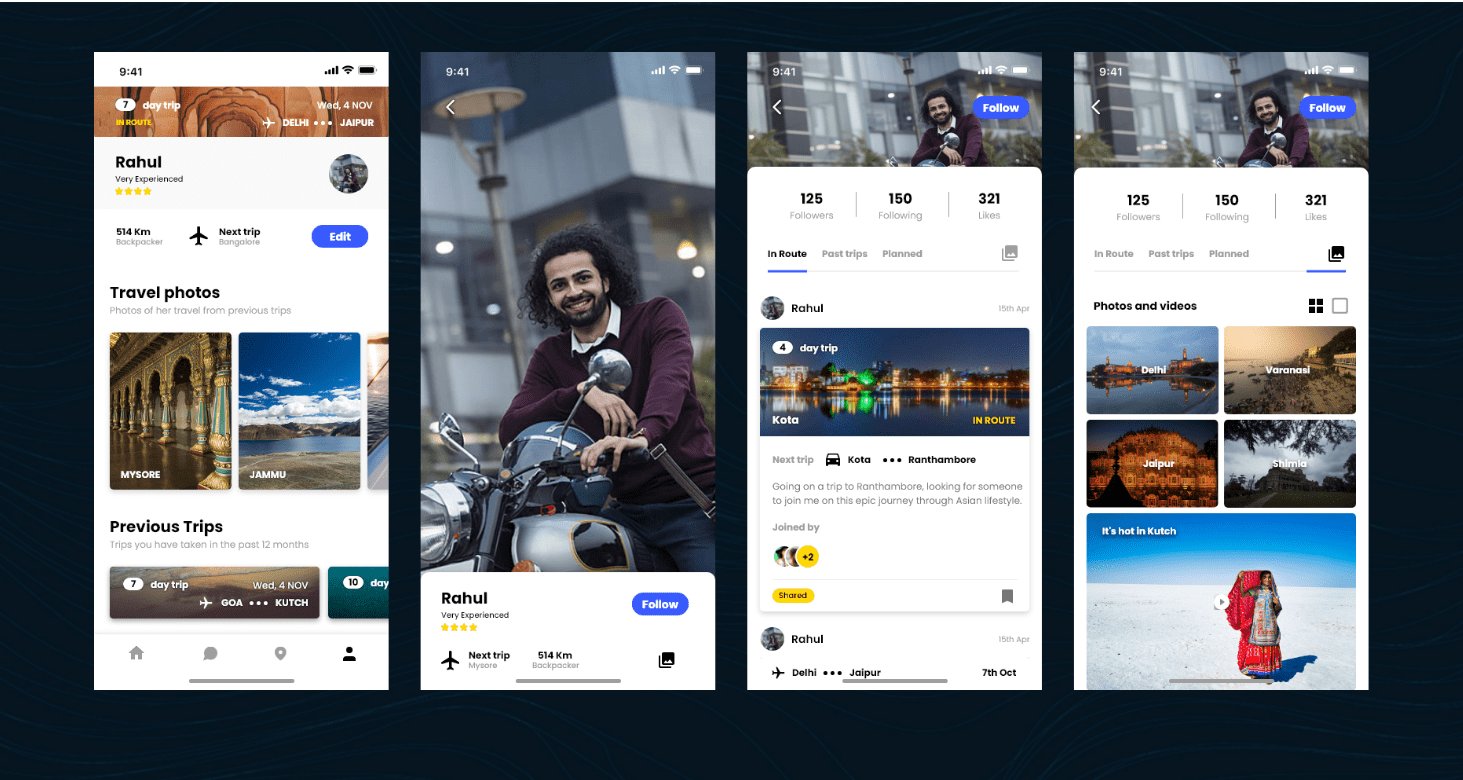 9:41
7 day trip Wed, 4 NOV
IN ROUTE DELHI ••• JAIPUR
Rahul
Very Experienced
514 Km Next trip Edit
Backpacker Bangalore
Travel photos
Photos of her travel from previous trips
MYSORE JAMMU
Previous Trips
Trips you have taken in the past 12 months
7 day trip Wed, 4 NOV 10 day
GOA ••• KUTCH
9:41
Rahul Follow
Very Experienced
Next trip 514 Km
Mysore Backpacker
9:41
Follow
125 150 321
Followers Following Likes
In Route Past trips Planned
Rahul 15th Apr
4 day trip
Kota IN ROUTE
Next trip Kota ••• Ranthambore
Going on a trip to Ranthambore, looking for someone
to join me on this epic journey through Asian lifestyle.
Joined by
+2
Shared
Rahul 15th Apr
Delhi ••• Jaipur 7th Oct
9:41
Follow
125 150 321
Followers Following Likes
In Route Past trips Planned
Photos and videos
Delhi Varanasi
Jaipur Shimla
It's hot in Kutch